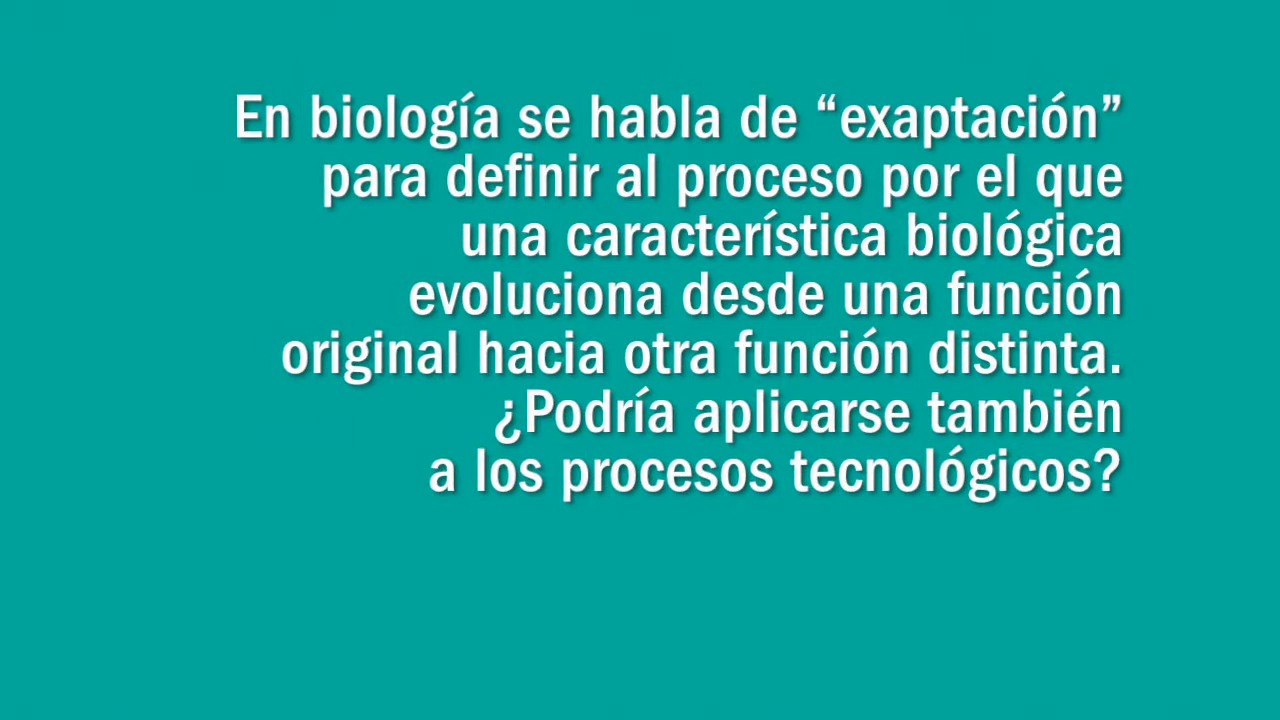 En biología se habla de “exaptación”
para definir al proceso por el que
una característica biológica
evoluciona desde una función
original hacia otra función distinta.
¿Podría aplicarse también
a los procesos tecnológicos?